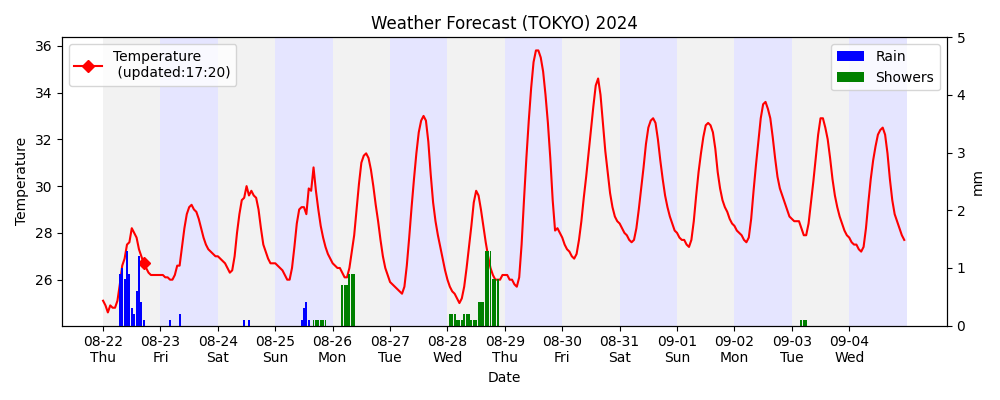 Weather Forecast (TOKYO) 2024
Temperature
(updated:17:20)
Rain
Showers
Temperature
36
34
32
30
28
26
5
4
3
2
1
0
mm
08-22 08-23 08-24 08-25 08-26 08-27 08-28 08-29 08-30 08-31 09-01 09-02 09-03 09-04
Thu Fri Sat Sun Mon Tue Wed Thu Fri Sat Sun Mon Tue Wed
Date